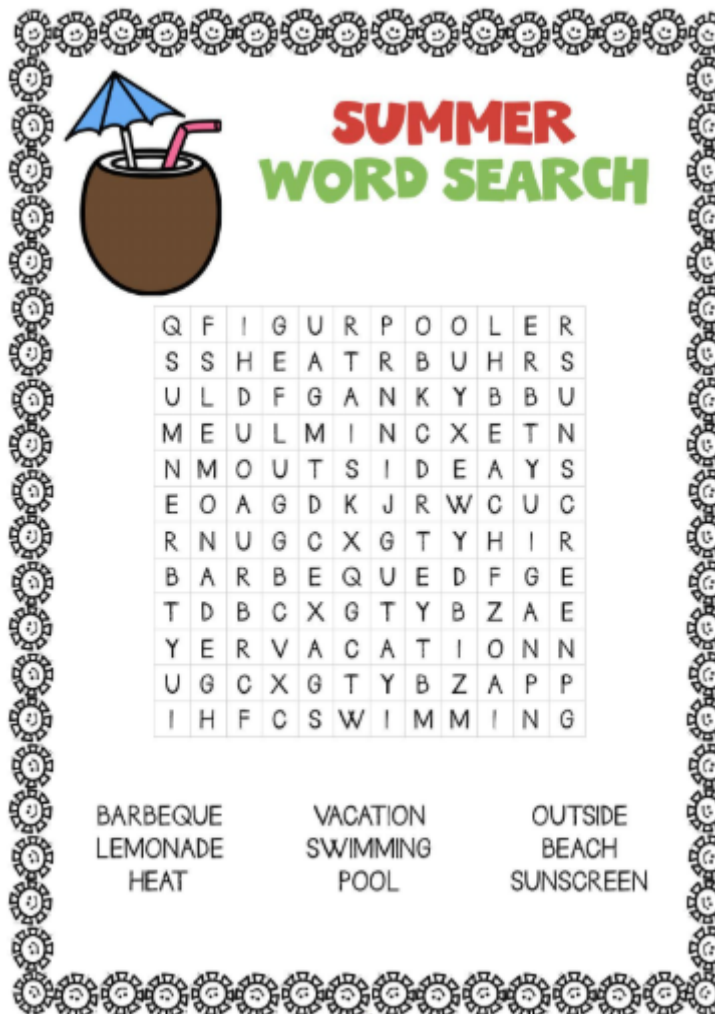 SUMMER
WORD SEARCH
Q F I G U R P O O L E R
S S H E A T R B U H R S
U L D F G A N K Y B B U
M E U L M I N C X E T N
N M O U T S I D E A Y S
E O A G D K J R W C U C
R N U G C X G T Y H I R
B A R B E Q U E D F G E
T D B C X G T Y B Z A E
Y E R V A C A T I O N N
U G C X G T Y B Z A P P
I H F C S W I M M I N G
BARBEQUE VACATION OUTSIDE
LEMONADE SWIMMING BEACH
HEAT POOL SUNSCREEN